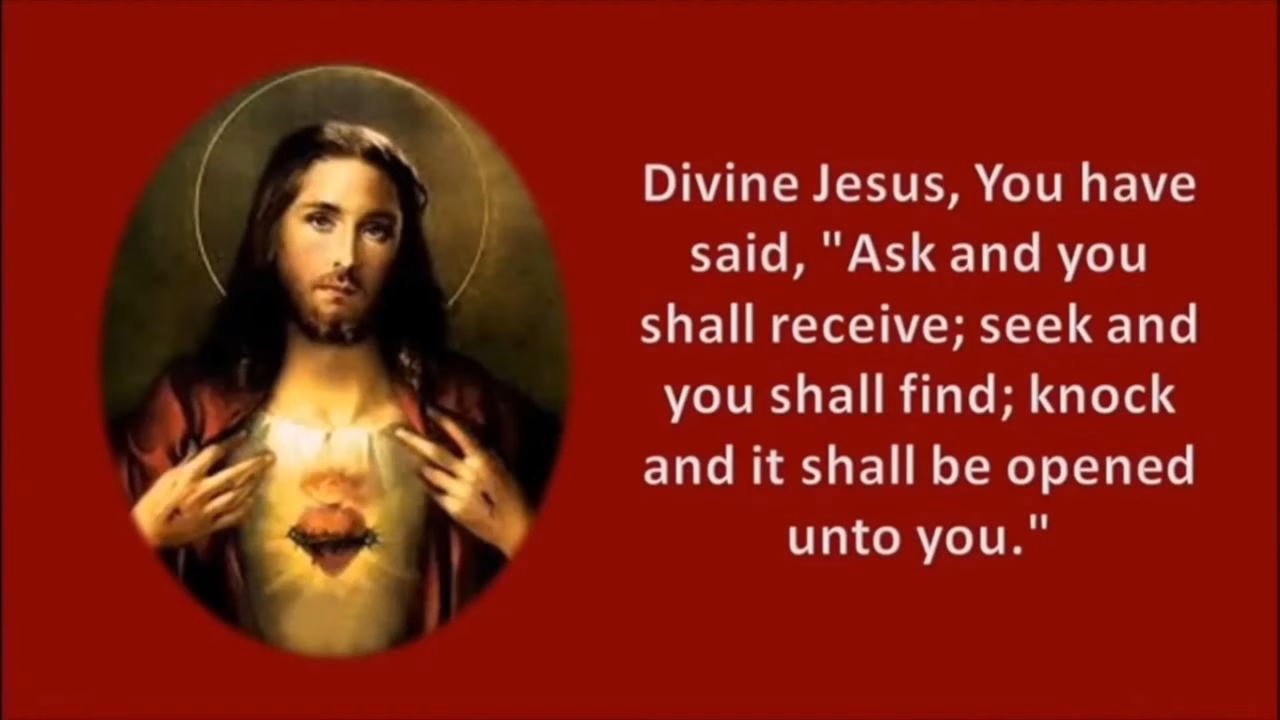 Divine Jesus, You have
said, "Ask and you
shall receive; seek and
you shall find; knock
and it shall be opened
unto you."